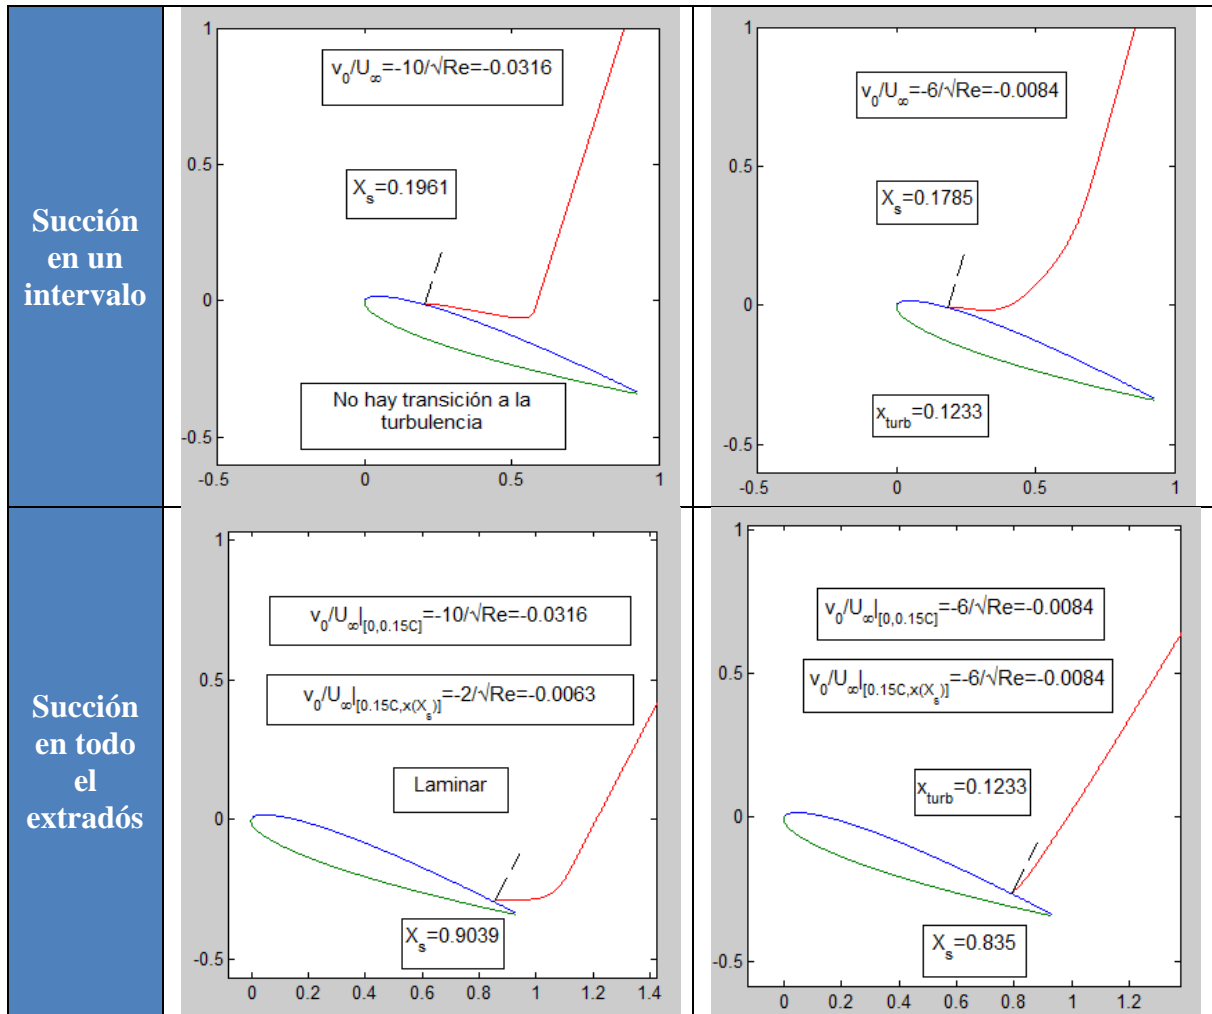 Succión
en un
intervalo
1
0.5
0
-0.5
-0.5
0
0.5
1
v₀/U∞=-10/√Re=-0.0316
Xₛ=0.1961
No hay transición a la
turbulencia
1
0.5
0
-0.5
-0.5
0
0.5
1
v₀/U∞=-6/√Re=-0.0084
Xₛ=0.1785
x_turb=0.1233
Succión
en todo
el
extradós
1
0.5
0
-0.5
0
0.2
0.4
0.6
0.8
1
1.2
1.4
v₀/U∞|[0,0.15C]=-10/√Re=-0.0316
v₀/U∞|[0.15C,x(Xₛ)]=-2/√Re=-0.0063
Laminar
Xₛ=0.9039
1
0.5
0
-0.5
0
0.2
0.4
0.6
0.8
1
1.2
v₀/U∞|[0,0.15C]=-6/√Re=-0.0084
v₀/U∞|[0.15C,x(Xₛ)]=-6/√Re=-0.0084
x_turb=0.1233
Xₛ=0.835